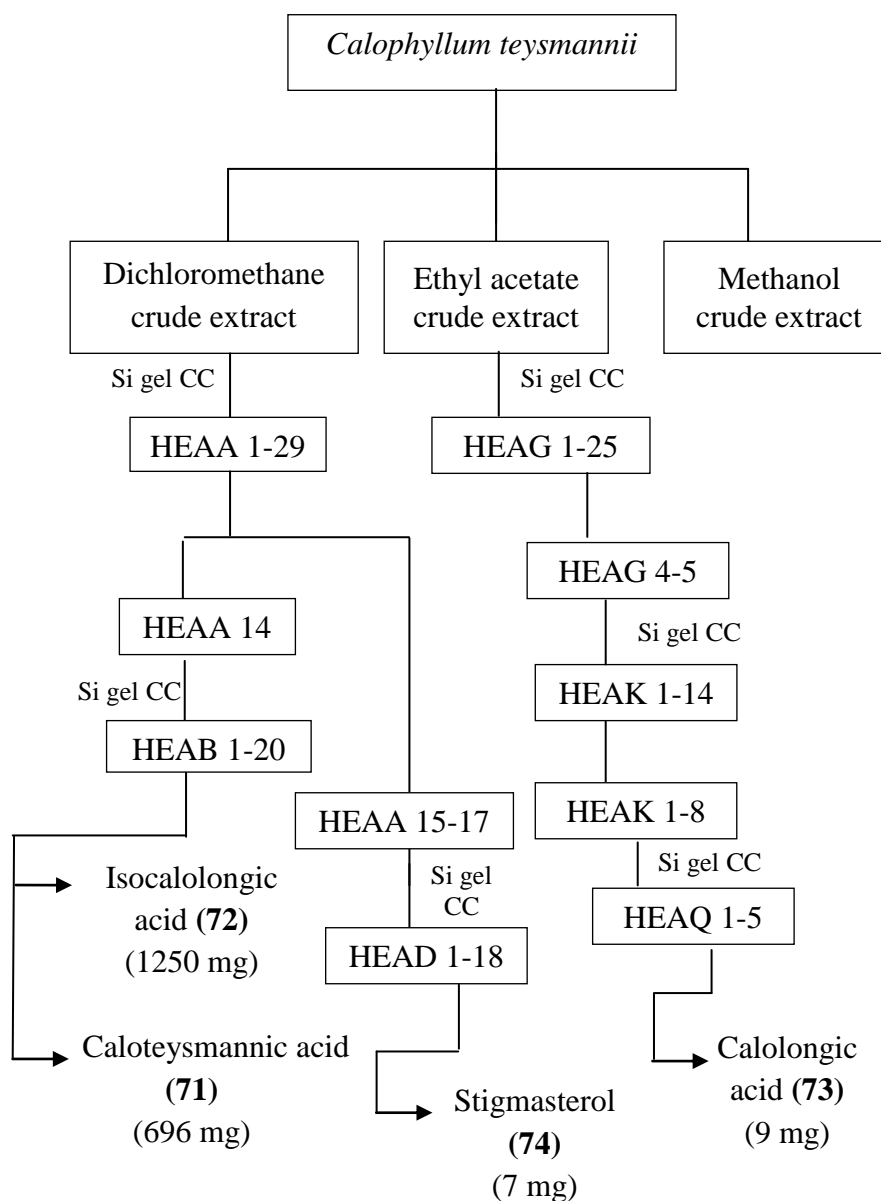 Calophyllum teysmannii
Dichloromethane
crude extract
Ethyl acetate
crude extract
Methanol
crude extract
Si gel CC
Si gel CC
HEAA 1-29
HEAG 1-25
HEAG 4-5
HEAA 14
Si gel CC
Si gel CC
HEAK 1-14
HEAB 1-20
HEAA 15-17
HEAK 1-8
Si gel
CC
Si gel CC
Isocalolongic
acid (72)
(1250 mg)
HEAQ 1-5
HEAD 1-18
Caloteysmannic acid
(71)
(696 mg)
Stigmasterol
(74)
(7 mg)
Calolongic
acid (73)
(9 mg)